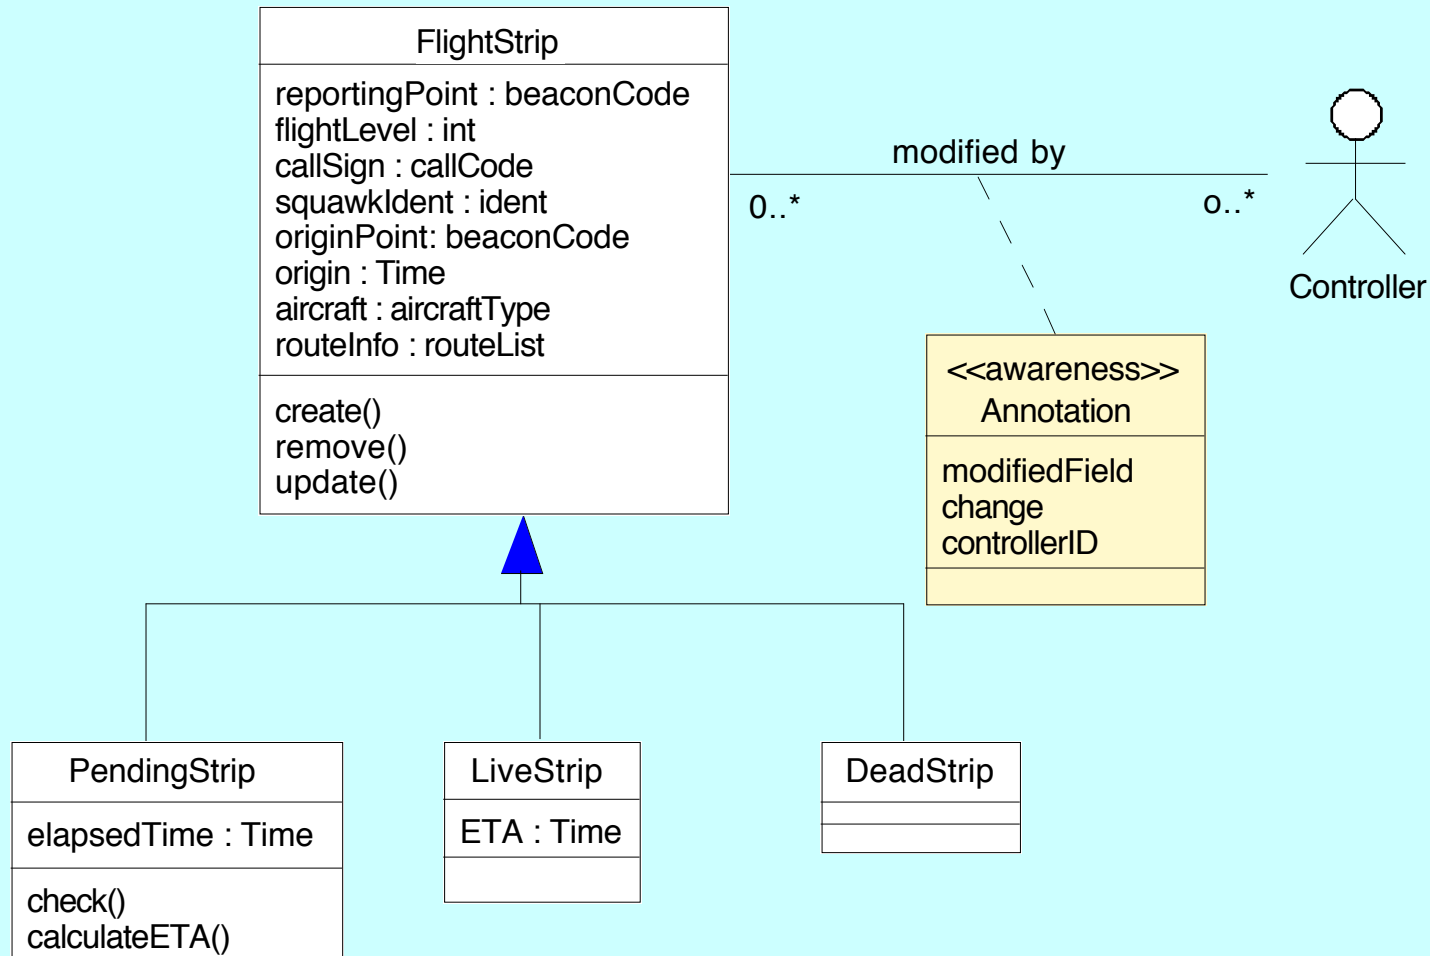 FlightStrip
reportingPoint : beaconCode
flightLevel : int
callSign : callCode
squawkIdent : ident
originPoint: beaconCode
origin : Time
aircraft : aircraftType
routeInfo : routeList
create()
remove()
update()
modified by
0..*
o..*
Controller
<<awareness>>
Annotation
modifiedField
change
controllerID
PendingStrip
elapsedTime : Time
check()
calculateETA()
LiveStrip
ETA : Time
DeadStrip